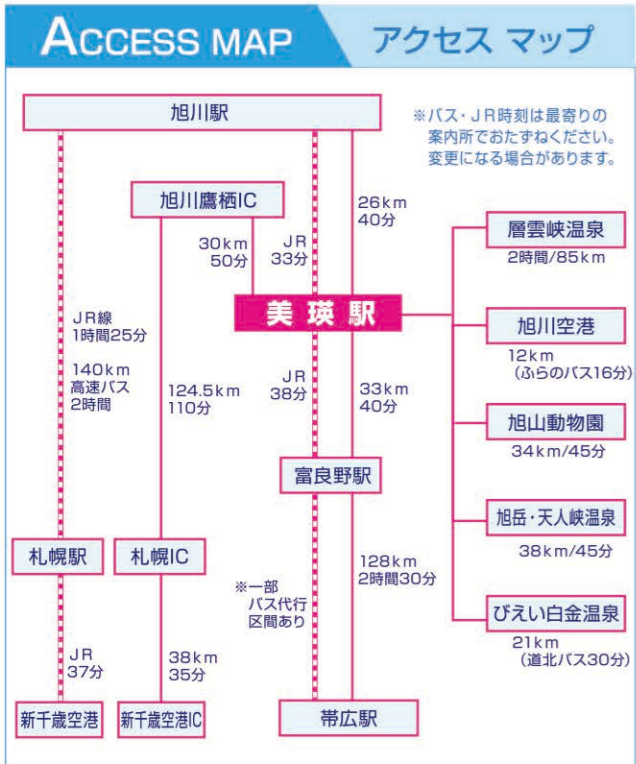 ACCESS MAP
アクセス マップ
※バス・JR時刻は最寄りの
案内所でおたずねください。
変更になる場合があります。
旭川駅
旭川鷹栖IC
26km
40分
30km
50分
JR
33分
美瑛駅
層雲峡温泉
2時間/85km
旭川空港
12km
(ふらのバス16分)
旭山動物園
34km/45分
旭岳・天人峡温泉
38km/45分
びえい白金温泉
21km
(道北バス30分)
JR線
1時間25分
140km
高速バス
2時間
124.5km
110分
JR
38分
33km
40分
富良野駅
札幌駅
札幌IC
※一部
バス代行
区間あり
128km
2時間30分
JR
37分
38km
35分
新千歳空港
新千歳空港IC
帯広駅